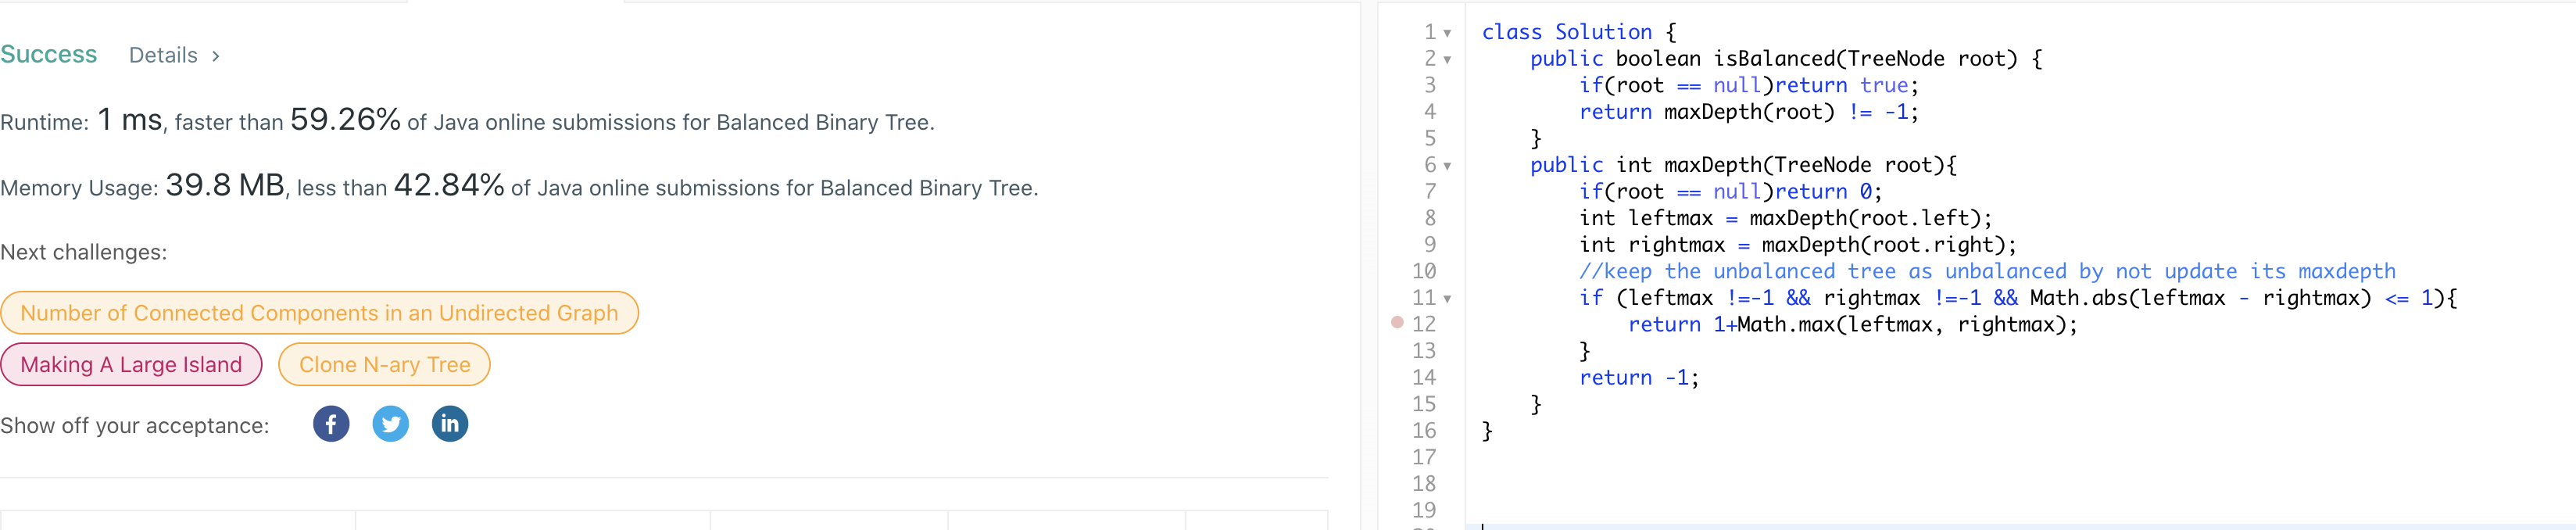 Success Details >
Runtime: 1 ms, faster than 59.26% of Java online submissions for Balanced Binary Tree.
Memory Usage: 39.8 MB, less than 42.84% of Java online submissions for Balanced Binary Tree.
Next challenges:
Number of Connected Components in an Undirected Graph
Making A Large Island Clone N-ary Tree
Show off your acceptance: f in
1 class Solution {
2     public boolean isBalanced(TreeNode root) {
3         if(root == null)return true;
4         return maxDepth(root) != -1;
5     }
6     public int maxDepth(TreeNode root){
7         if(root == null)return 0;
8         int leftmax = maxDepth(root.left);
9         int rightmax = maxDepth(root.right);
10         //keep the unbalanced tree as unbalanced by not update its maxdepth
11         if (leftmax !=-1 && rightmax !=-1 && Math.abs(leftmax - rightmax) <= 1){
12             return 1+Math.max(leftmax, rightmax);
13         }
14         return -1;
15     }
16 }
17
18
19